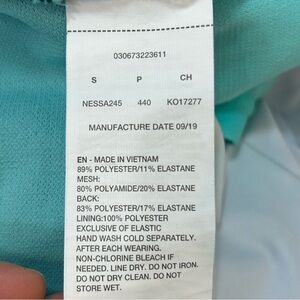 030673223611
S P CH
NESSA245 440 KO17277
MANUFACTURE DATE 09/19
EN - MADE IN VIETNAM
89% POLYESTER/11% ELASTANE
MESH:
80% POLYAMIDE/20% ELASTANE
BACK:
83% POLYESTER/17% ELASTANE
LINING:100% POLYESTER
EXCLUSIVE OF ELASTIC
HAND WASH COLD SEPARATELY.
AFTER EACH WEARING.
NON-CHLORINE BLEACH IF
NEEDED. LINE DRY. DO NOT IRON.
DO NOT DRY CLEAN. DO NOT
STORE WET.